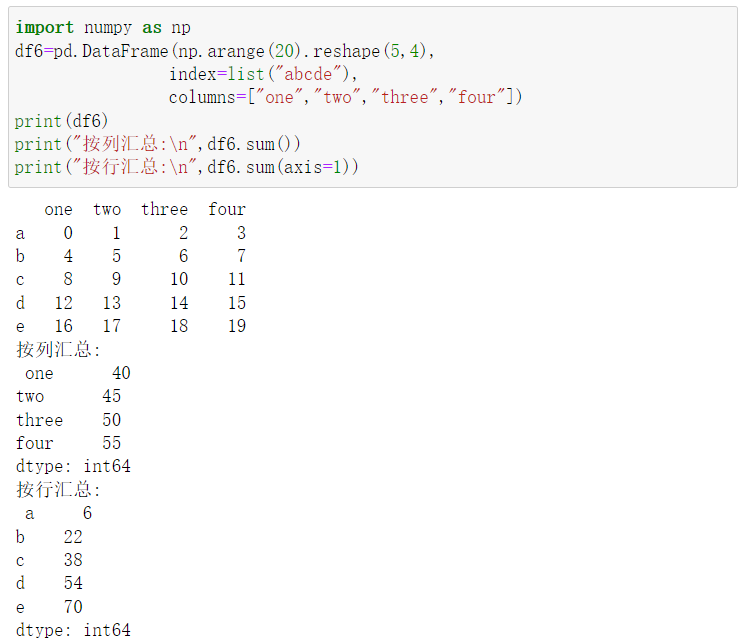 import numpy as np
df6=pd.DataFrame(np.arange(20).reshape(5,4),
                index=list("abcde"),
                columns=["one","two","three","four"])
print(df6)
print("按列汇总:\n",df6.sum())
print("按行汇总:\n",df6.sum(axis=1))
   one  two  three  four
a    0    1      2     3
b    4    5      6     7
c    8    9     10    11
d   12   13     14    15
e   16   17     18    19
按列汇总:
 one      40
two      45
three    50
four     55
dtype: int64
按行汇总:
 a     6
b    22
c    38
d    54
e    70
dtype: int64